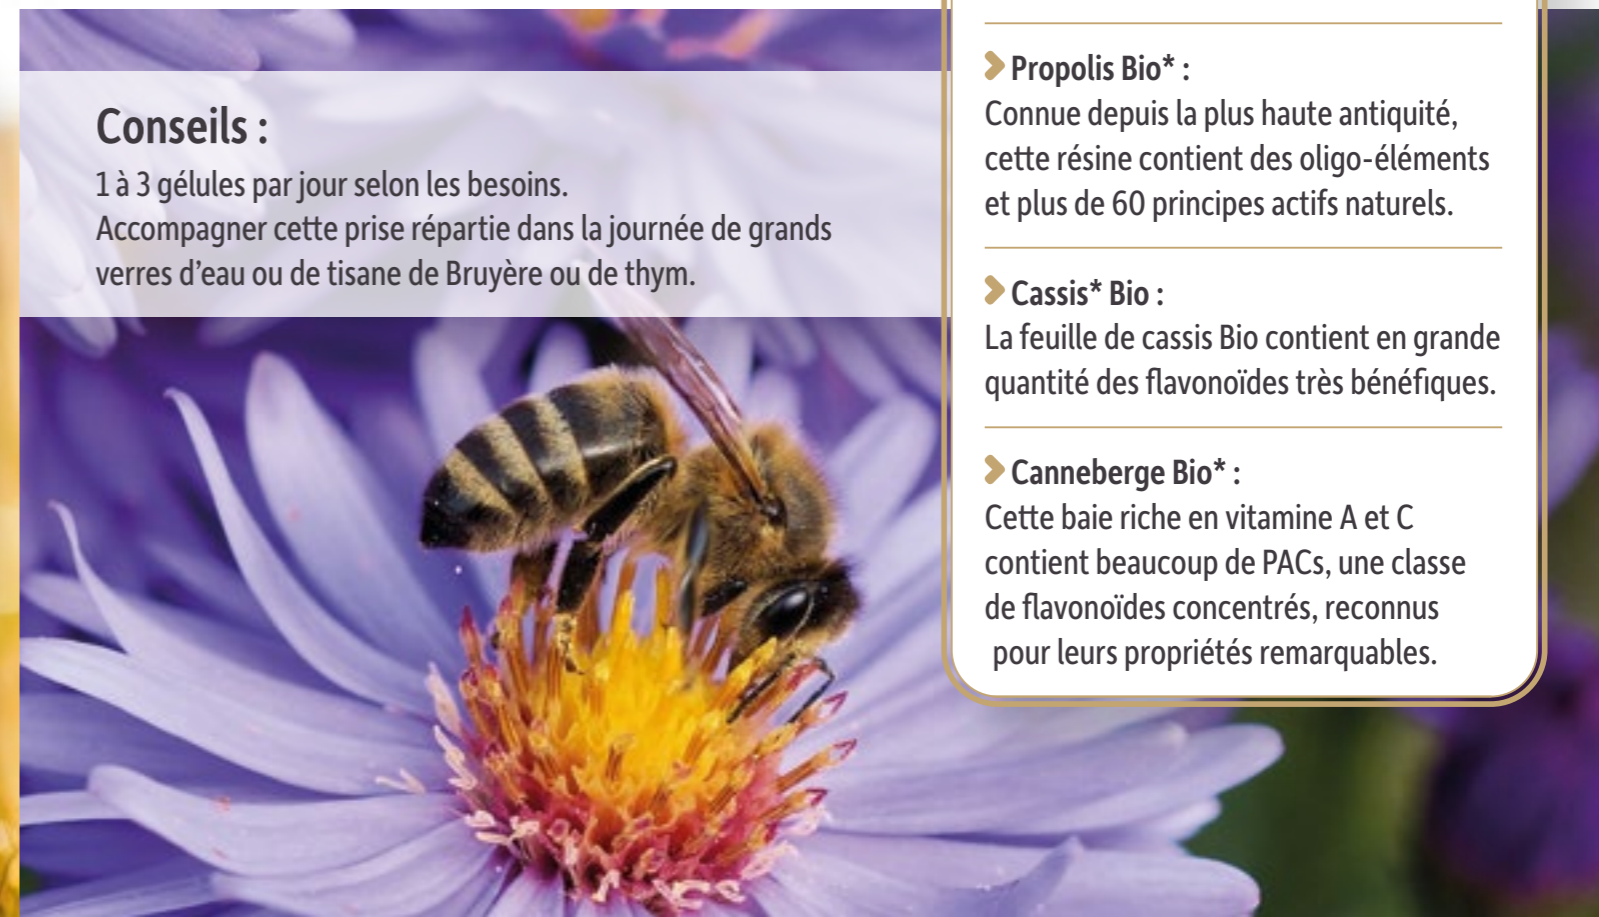 Conseils :
1 à 3 gélules par jour selon les besoins.
Accompagner cette prise répartie dans la journée de grands
verres d’eau ou de tisane de Bruyère ou de thym.
Propolis Bio* :
Connue depuis la plus haute antiquité,
cette résine contient des oligo-éléments
et plus de 60 principes actifs naturels.
Cassis* Bio :
La feuille de cassis Bio contient en grande
quantité des flavonoïdes très bénéfiques.
Canneberge Bio* :
Cette baie riche en vitamine A et C
contient beaucoup de PACs, une classe
de flavonoïdes concentrés, reconnus
pour leurs propriétés remarquables.